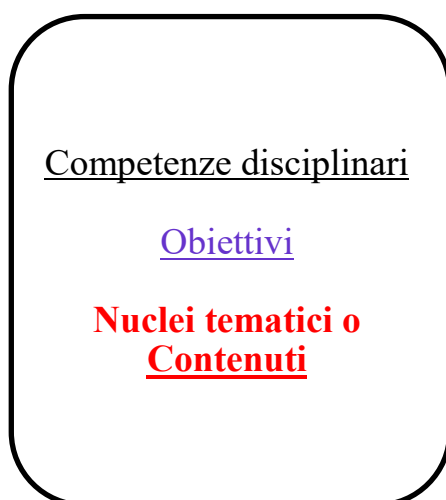 Competenze disciplinari
Obiettivi
Nuclei tematici o
Contenuti